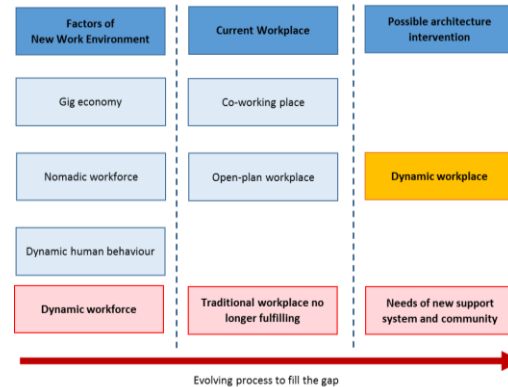 Factors of
New Work Environment
Current Workplace
Possible architecture
intervention
Gig economy
Co-working place
Nomadic workforce
Open-plan workplace
Dynamic workplace
Dynamic human behaviour
Dynamic workforce
Traditional workplace no
longer fulfilling
Needs of new support
system and community
Evolving process to fill the gap